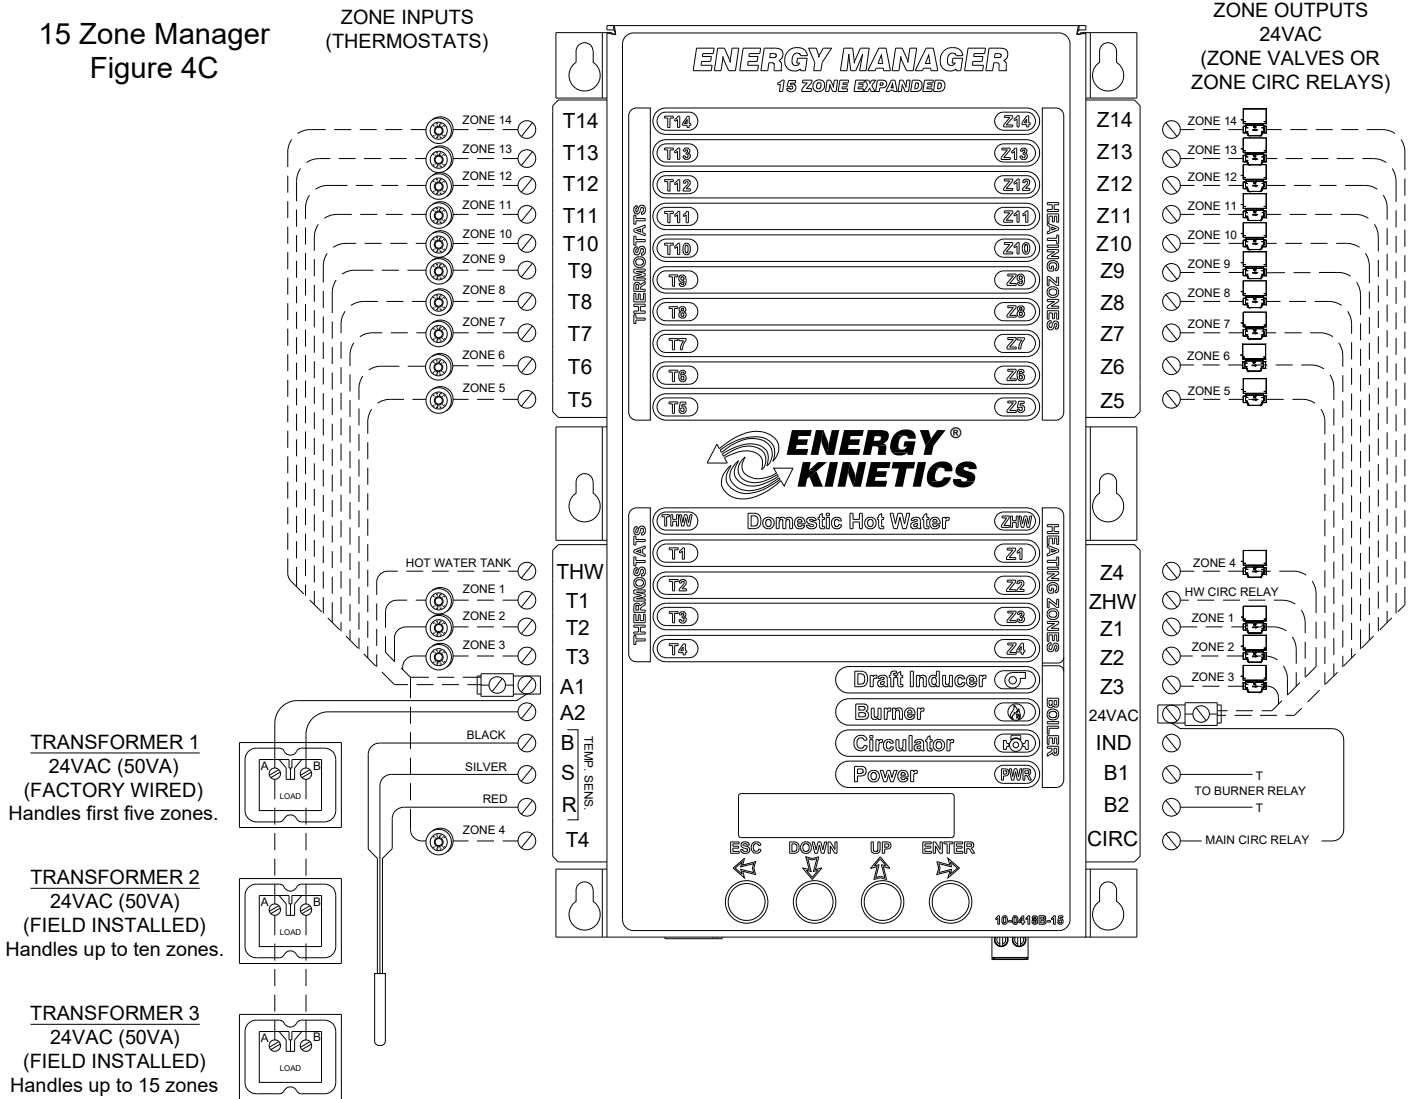 15 Zone Manager
Figure 4C
ZONE INPUTS
(THERMOSTATS)
ZONE OUTPUTS
24VAC
(ZONE VALVES OR
ZONE CIRC RELAYS)
ENERGY MANAGER
15 ZONE EXPANDED
ZONE 14 T14 T14 Z14 Z14 ZONE 14
ZONE 13 T13 T13 Z13 Z13 ZONE 13
ZONE 12 T12 T12 Z12 Z12 ZONE 12
ZONE 11 T11 T11 Z11 Z11 ZONE 11
ZONE 10 T10 T10 Z10 Z10 ZONE 10
ZONE 9 T9 T9 Z9 Z9 ZONE 9
ZONE 8 T8 T8 Z8 Z8 ZONE 8
ZONE 7 T7 T7 Z7 Z7 ZONE 7
ZONE 6 T6 T6 Z6 Z6 ZONE 6
ZONE 5 T5 T5 Z5 Z5 ZONE 5
THERMOSTATS
HEATING ZONES
ENERGY ®
KINETICS
THW Domestic Hot Water ZHW
T1 Z1
T2 Z2
T3 Z3
T4 Z4
THERMOSTATS
HEATING ZONES
Draft Inducer
Burner
Circulator
Power PWR
BOILER
ESC DOWN UP ENTER
10-0418B-15
HOT WATER TANK THW
ZONE 1 T1
ZONE 2 T2
ZONE 3 T3
A1
A2
BLACK B
SILVER S
RED R
TEMP. SENS.
ZONE 4 T4
Z4 ZONE 4
ZHW HW CIRC RELAY
Z1 ZONE 1
Z2 ZONE 2
Z3 ZONE 3
24VAC
IND
B1 T
TO BURNER RELAY
B2 T
CIRC MAIN CIRC RELAY
TRANSFORMER 1
24VAC (50VA)
(FACTORY WIRED)
Handles first five zones.
A B
LOAD
TRANSFORMER 2
24VAC (50VA)
(FIELD INSTALLED)
Handles up to ten zones.
A B
LOAD
TRANSFORMER 3
24VAC (50VA)
(FIELD INSTALLED)
Handles up to 15 zones
A B
LOAD